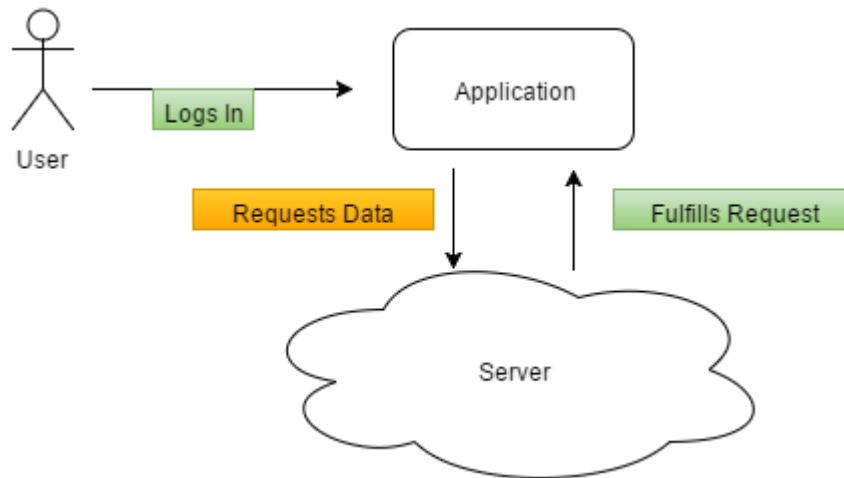 Application
Logs In
User
Requests Data
Fulfills Request
Server